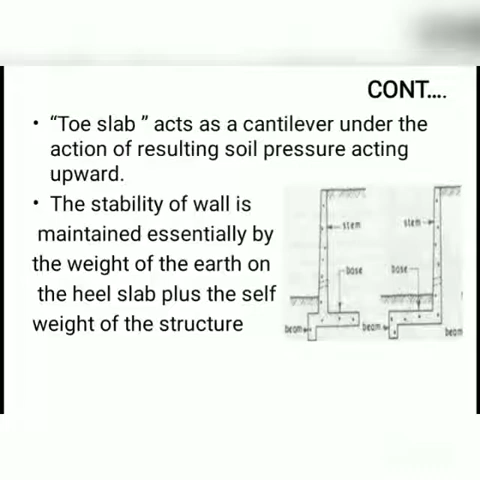 CONT....
• “Toe slab ” acts as a cantilever under the
action of resulting soil pressure acting
upward.
• The stability of wall is
maintained essentially by
the weight of the earth on
the heel slab plus the self
weight of the structure
stem
stem
base
base
beam
beam
beam